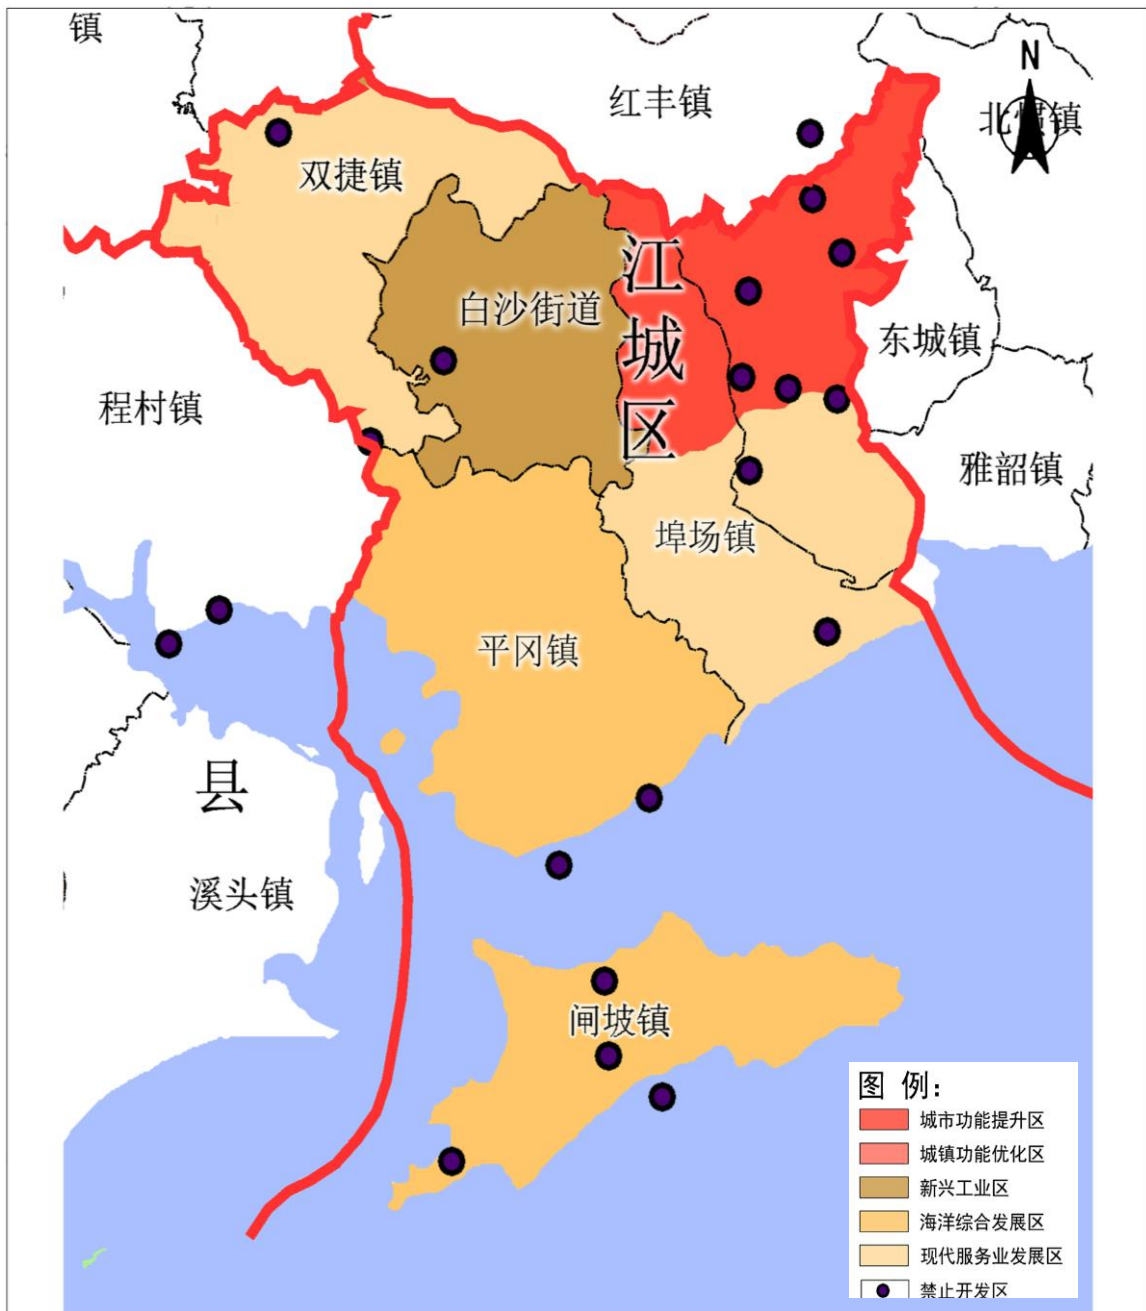 镇
红丰镇
N
北惯镇
双捷镇
江城区
白沙街道
东城镇
程村镇
雅韶镇
埠场镇
平冈镇
县
溪头镇
闸坡镇
图 例:
城市功能提升区
城镇功能优化区
新兴工业区
海洋综合发展区
现代服务业发展区
禁止开发区